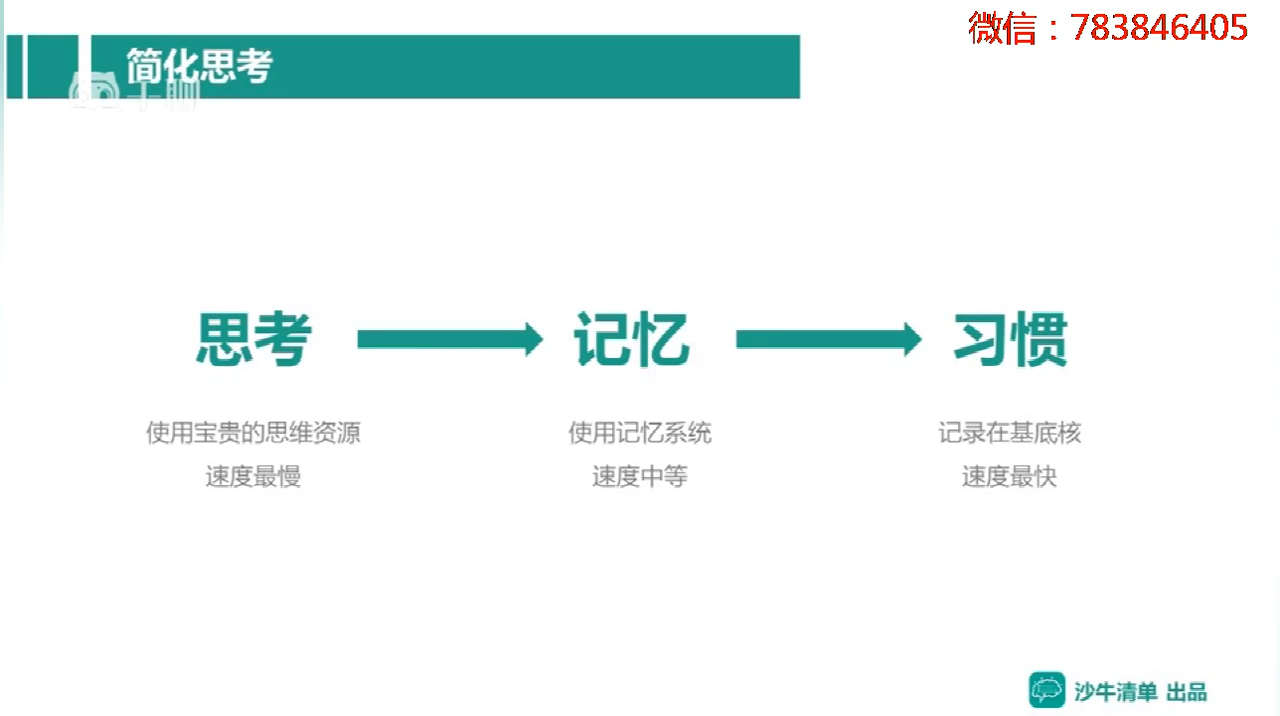 微信：783846405
简化思考
千聊
思考
记忆
习惯
使用宝贵的思维资源
使用记忆系统
记录在基底核
速度最慢
速度中等
速度最快
沙牛清单 出品